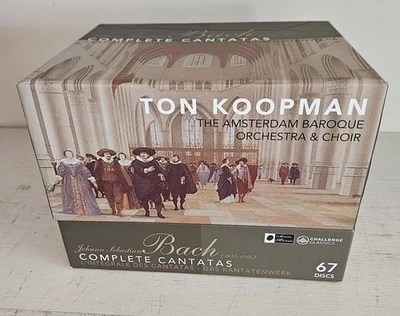 Bach
COMPLETE CANTATAS
TON KOOPMAN
THE AMSTERDAM BAROQUE
ORCHESTRA & CHOIR
Johann Sebastian Bach (1685-1750)
COMPLETE CANTATAS
L'INTÉGRALE DES CANTATES - DAS KANTATENWERK
CHALLENGE
CLASSICS
67
DISCS